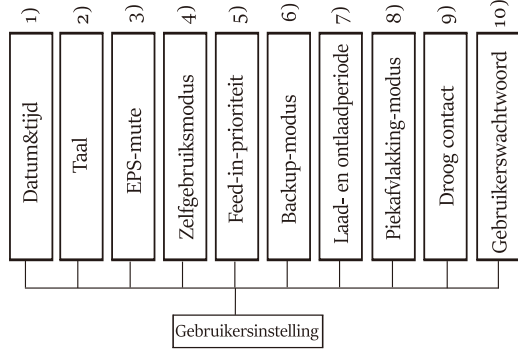 1)
Datum&tijd
2)
Taal
3)
EPS-mute
4)
Zelfgebruiksmodus
5)
Feed-in-prioriteit
6)
Backup-modus
7)
Laad- en ontlaadperiode
8)
Piekafvlakking-modus
9)
Droog contact
10)
Gebruikerswachtwoord
Gebruikersinstelling